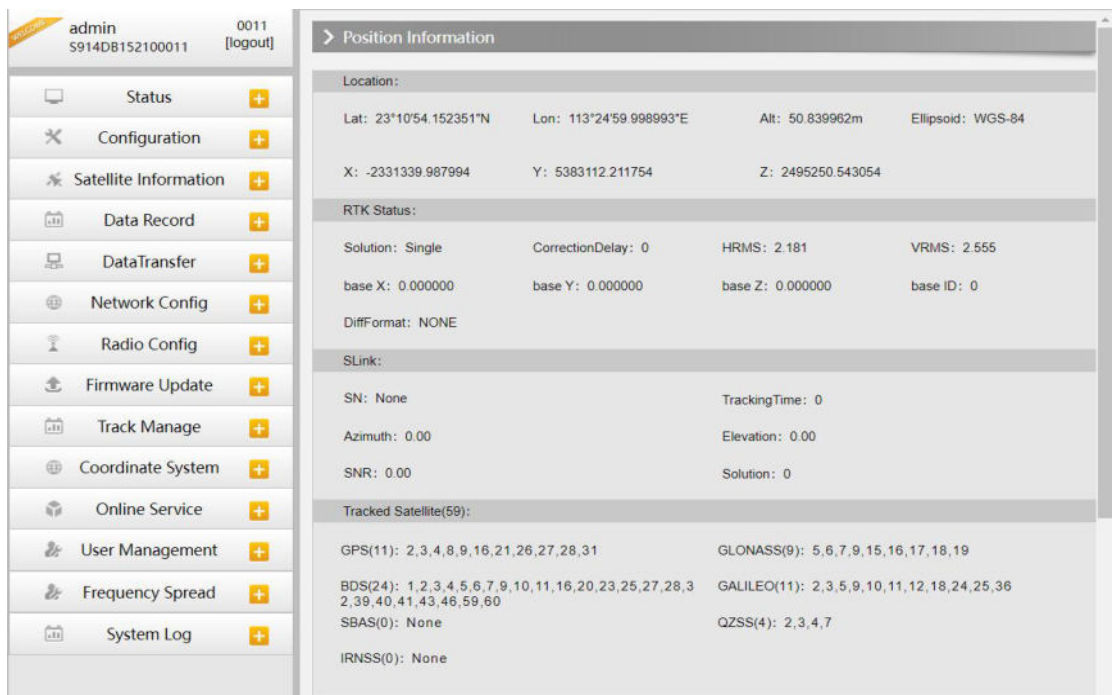 WELCOME
admin
0011
S914DB152100011
[logout]
Status
Configuration
Satellite Information
Data Record
DataTransfer
Network Config
Radio Config
Firmware Update
Track Manage
Coordinate System
Online Service
User Management
Frequency Spread
System Log
Position Information
Location:
Lat: 23°10'54.152351"N Lon: 113°24'59.998993"E Alt: 50.839962m Ellipsoid: WGS-84
X: -2331339.987994 Y: 5383112.211754 Z: 2495250.543054
RTK Status:
Solution: Single CorrectionDelay: 0 HRMS: 2.181 VRMS: 2.555
base X: 0.000000 base Y: 0.000000 base Z: 0.000000 base ID: 0
DiffFormat: NONE
SLink:
SN: None TrackingTime: 0
Azimuth: 0.00 Elevation: 0.00
SNR: 0.00 Solution: 0
Tracked Satellite(59):
GPS(11): 2,3,4,8,9,16,21,26,27,28,31 GLONASS(9): 5,6,7,9,15,16,17,18,19
BDS(24): 1,2,3,4,5,6,7,9,10,11,16,20,23,25,27,28,3 GALILEO(11): 2,3,5,9,10,11,12,18,24,25,36
2,39,40,41,43,46,59,60
SBAS(0): None QZSS(4): 2,3,4,7
IRNSS(0): None